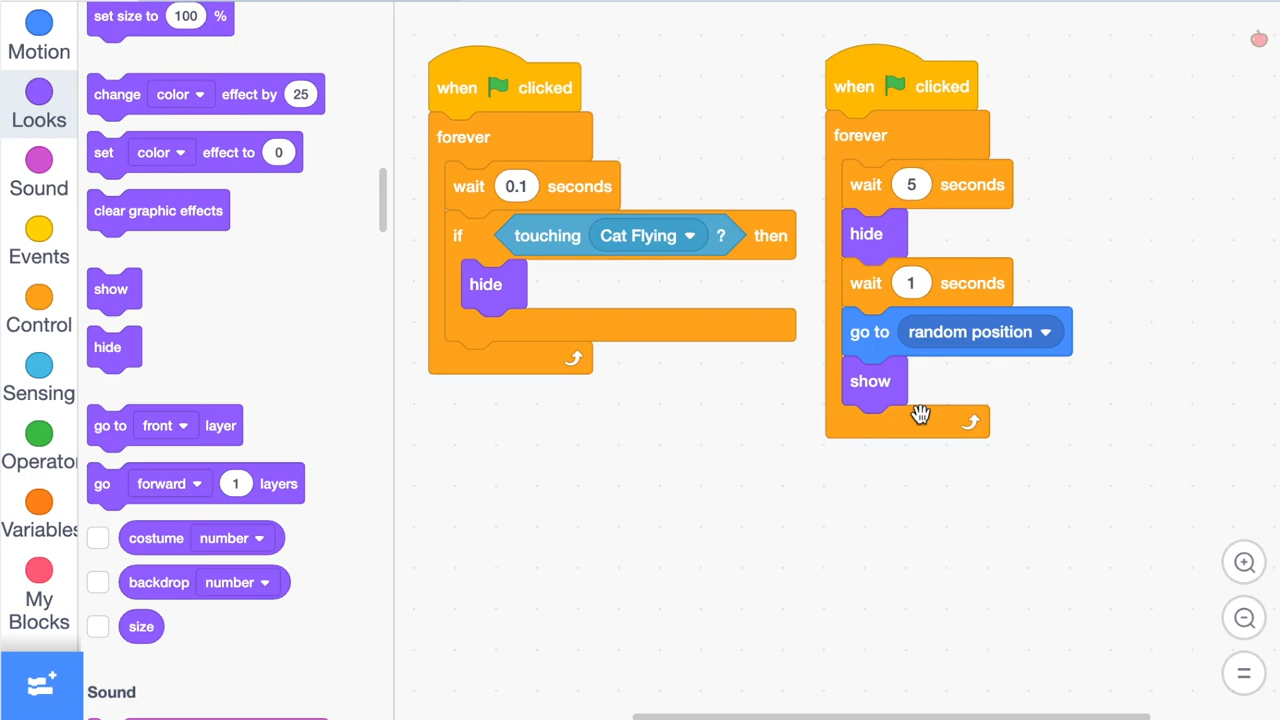 Motion
Looks
Sound
Events
Control
Sensing
Operato
Variables
My
Blocks
set size to 100 %
change color effect by 25
set color effect to 0
clear graphic effects
show
hide
go to front layer
go forward 1 layers
costume number
backdrop number
size
Sound
when clicked
forever
wait 0.1 seconds
if touching Cat Flying ? then
hide
when clicked
forever
wait 5 seconds
hide
wait 1 seconds
go to random position
show